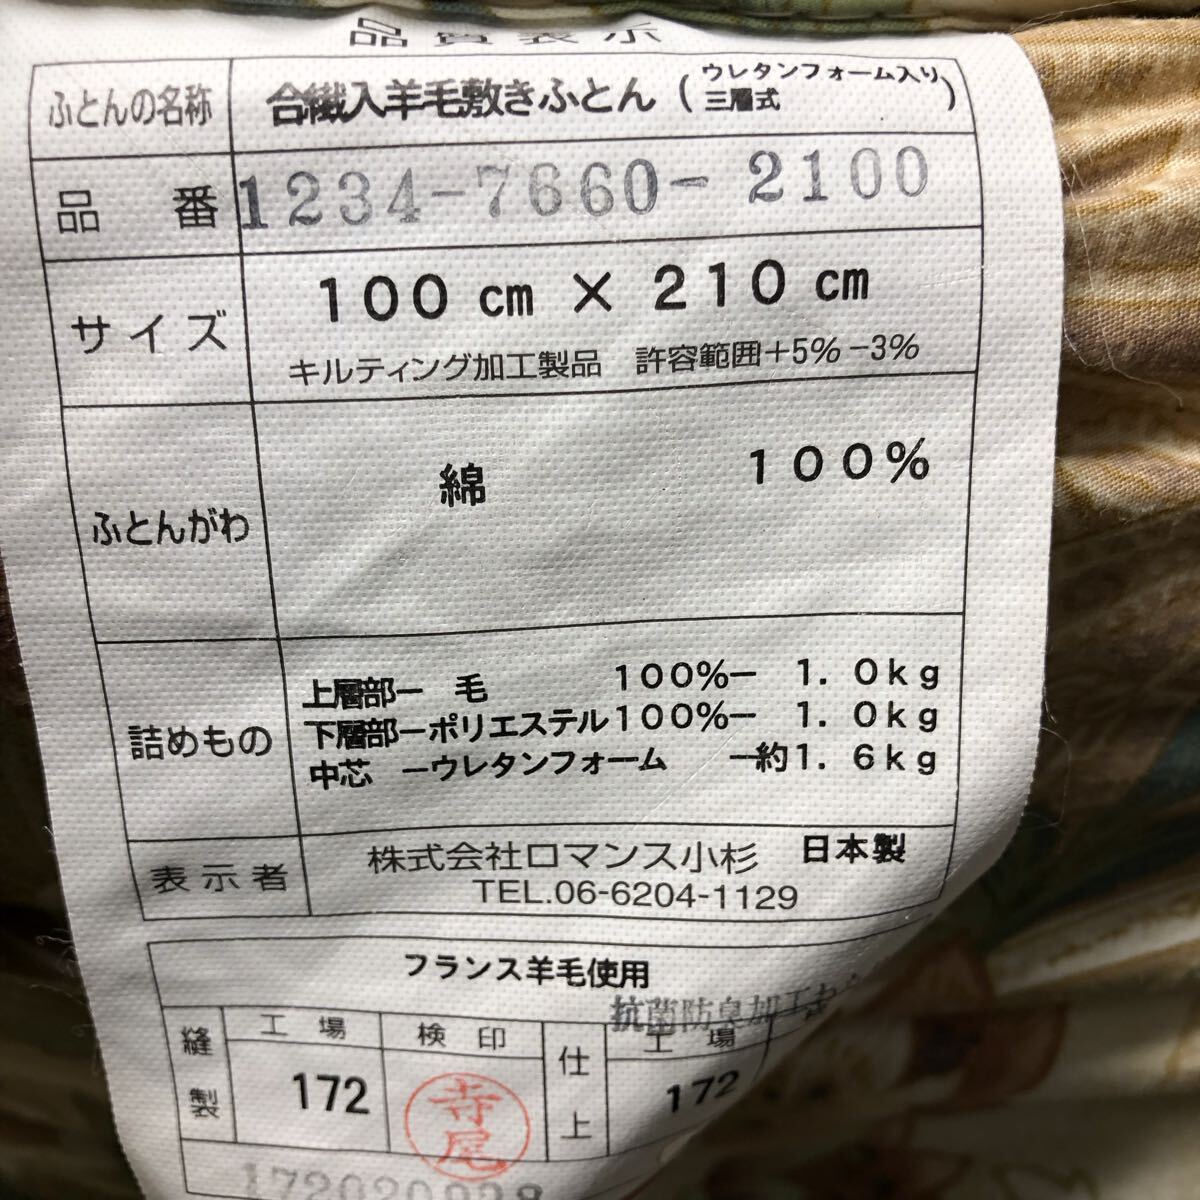 品質表示
ふとんの名称 合繊入羊毛敷きふとん(ウレタンフォーム入り 三層式)
品番 1234-7660-2100
サイズ 100cm × 210cm
キルティング加工製品 許容範囲+5%-3%
ふとんがわ 綿 100%
詰めもの
上層部ー 毛 100%ー 1.0kg
下層部ーポリエステル100%ー 1.0kg
中芯 ーウレタンフォーム ー約1.6kg
表示者 株式会社ロマンス小杉 日本製
TEL.06-6204-1129
フランス羊毛使用
抗菌防臭加工
縫製 工場 検印 仕上 工場
172 寺尾 172